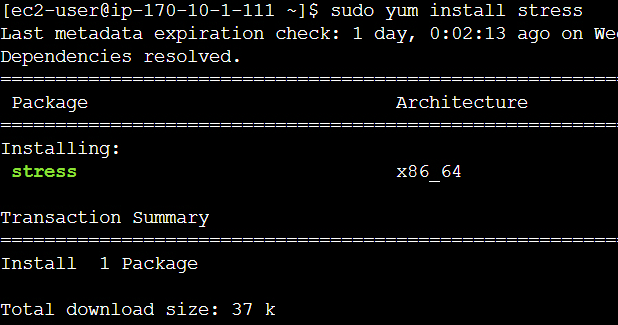 [ec2-user@ip-170-10-1-111 ~]$ sudo yum install stress
Last metadata expiration check: 1 day, 0:02:13 ago on We
Dependencies resolved.
================================================================
Package Architecture
================================================================
Installing:
stress x86_64
Transaction Summary
================================================================
Install 1 Package
Total download size: 37 k